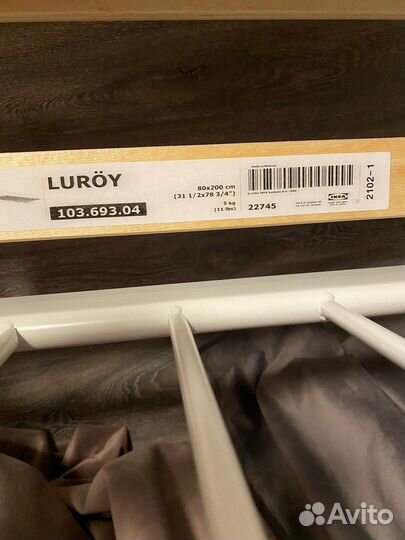 LURÖY
103.693.04
80x200 cm
(31 1/2x78 3/4")
5 kg
(11 lbs)
22745
IKEA
2102-1
Avito